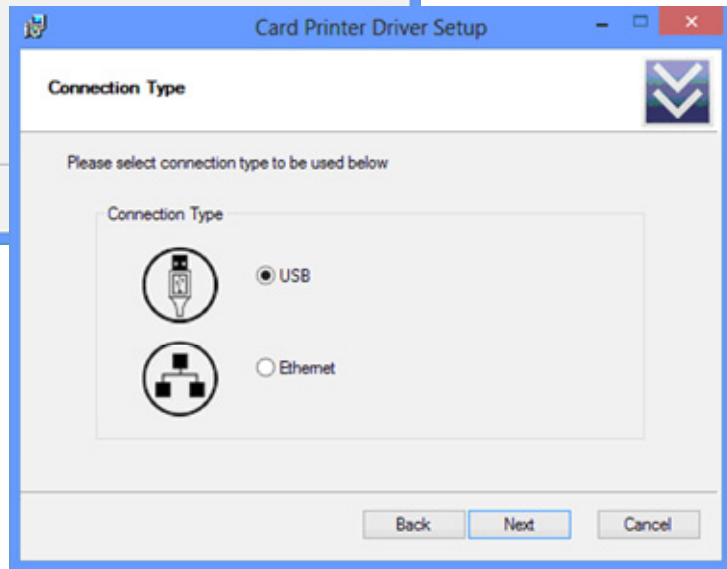 Card Printer Driver Setup
Connection Type
Please select connection type to be used below
Connection Type
USB
Ethernet
Back Next Cancel